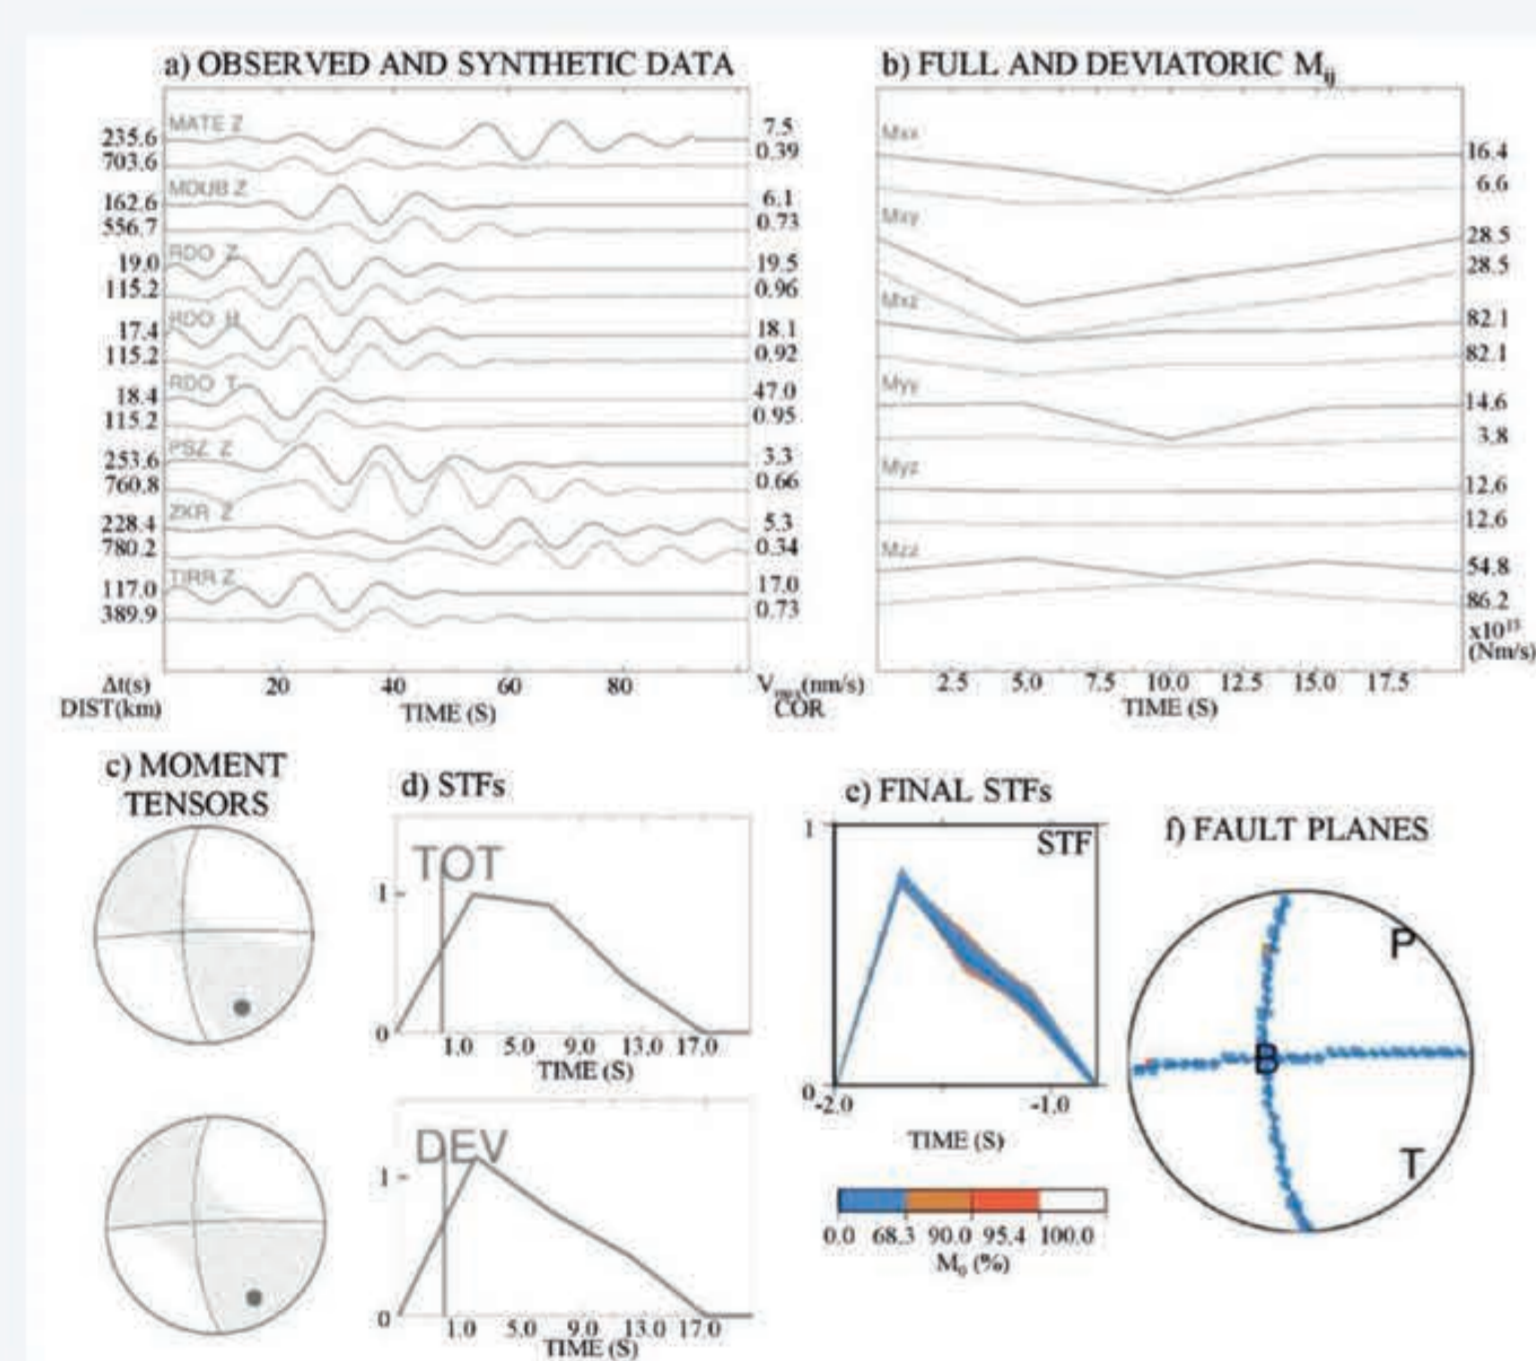 a) OBSERVED AND SYNTHETIC DATA
MATE Z
235.6
703.6
7.5
0.39
MDUB Z
162.6
556.7
6.1
0.73
RDO Z
19.0
115.2
19.5
0.96
RDO R
17.4
115.2
18.1
0.92
RDO T
18.4
115.2
47.0
0.95
PSZ Z
253.6
760.8
3.3
0.66
ZKR Z
228.4
780.2
5.3
0.34
TIRR Z
117.0
389.9
17.0
0.73
Δt(s) 20 40 60 80 Vmax(nm/s)
DIST(km) TIME (S) COR
b) FULL AND DEVIATORIC Mij
Mxx
16.4
6.6
Mxy
28.5
28.5
Mxz
82.1
82.1
Myy
14.6
3.8
Myz
12.6
12.6
Mzz
54.8
86.2
(Nm/s)
2.5 5.0 7.5 10.0 12.5 15.0 17.5
TIME (S)
c) MOMENT
TENSORS
d) STFs
TOT
1
0
1.0 5.0 9.0 13.0 17.0
TIME (S)
DEV
1
0
1.0 5.0 9.0 13.0 17.0
TIME (S)
e) FINAL STFs
1
STF
0
-2.0 -1.0
TIME (S)
0.0 68.3 90.0 95.4 100.0
M0 (%)
f) FAULT PLANES
P
B
T